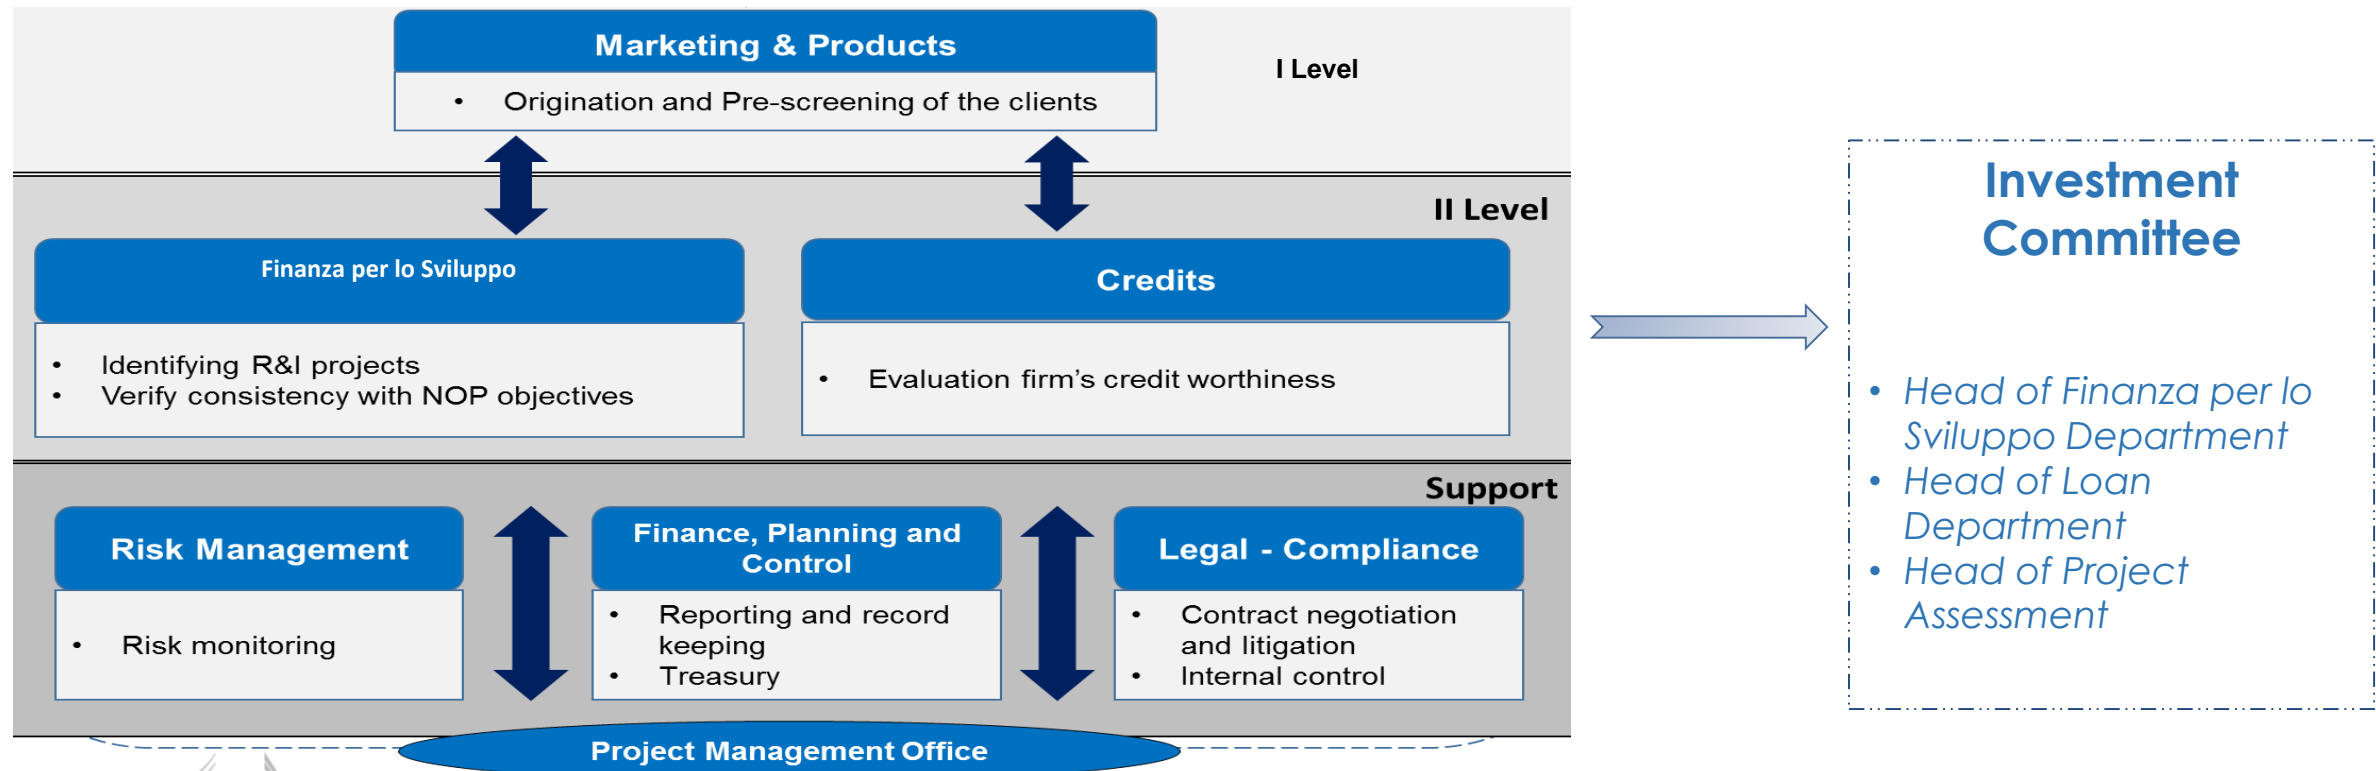 Marketing & Products
• Origination and Pre-screening of the clients
I Level
II Level
Finanza per lo Sviluppo
• Identifying R&I projects
• Verify consistency with NOP objectives
Credits
• Evaluation firm's credit worthiness
Support
Risk Management
• Risk monitoring
Finance, Planning and
Control
• Reporting and record
keeping
• Treasury
Legal - Compliance
• Contract negotiation
and litigation
• Internal control
Project Management Office
Investment
Committee
• Head of Finanza per lo
Sviluppo Department
• Head of Loan
Department
• Head of Project
Assessment